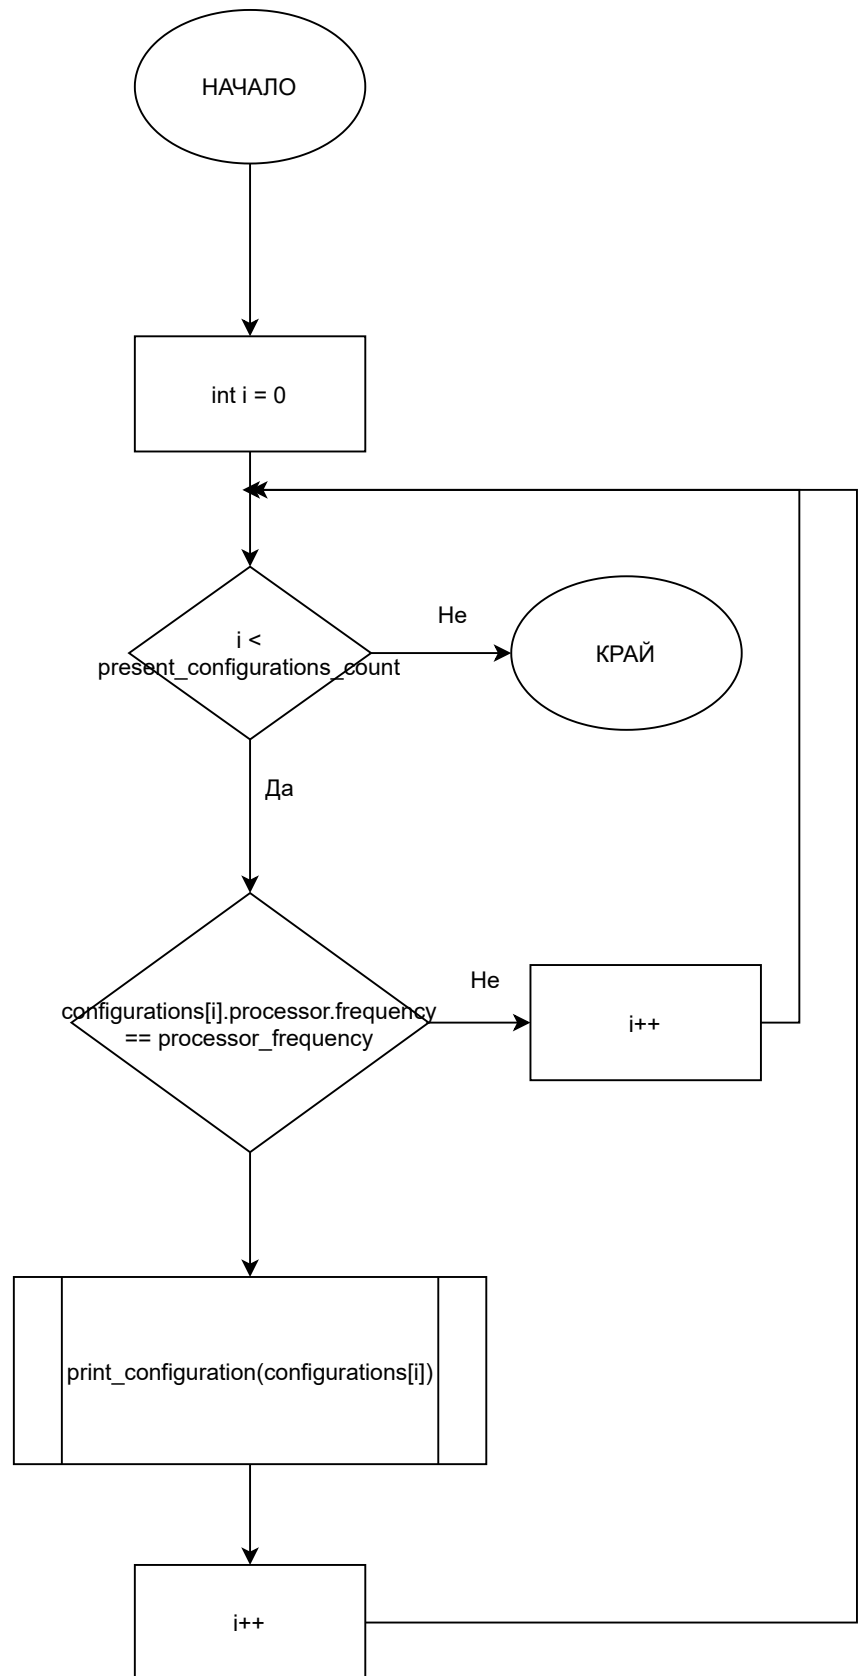 НАЧАЛО
int i = 0
i <
present_configurations_count
Не
КРАЙ
Да
configurations[i].processor.frequency
== processor_frequency
Не
i++
print_configuration(configurations[i])
i++